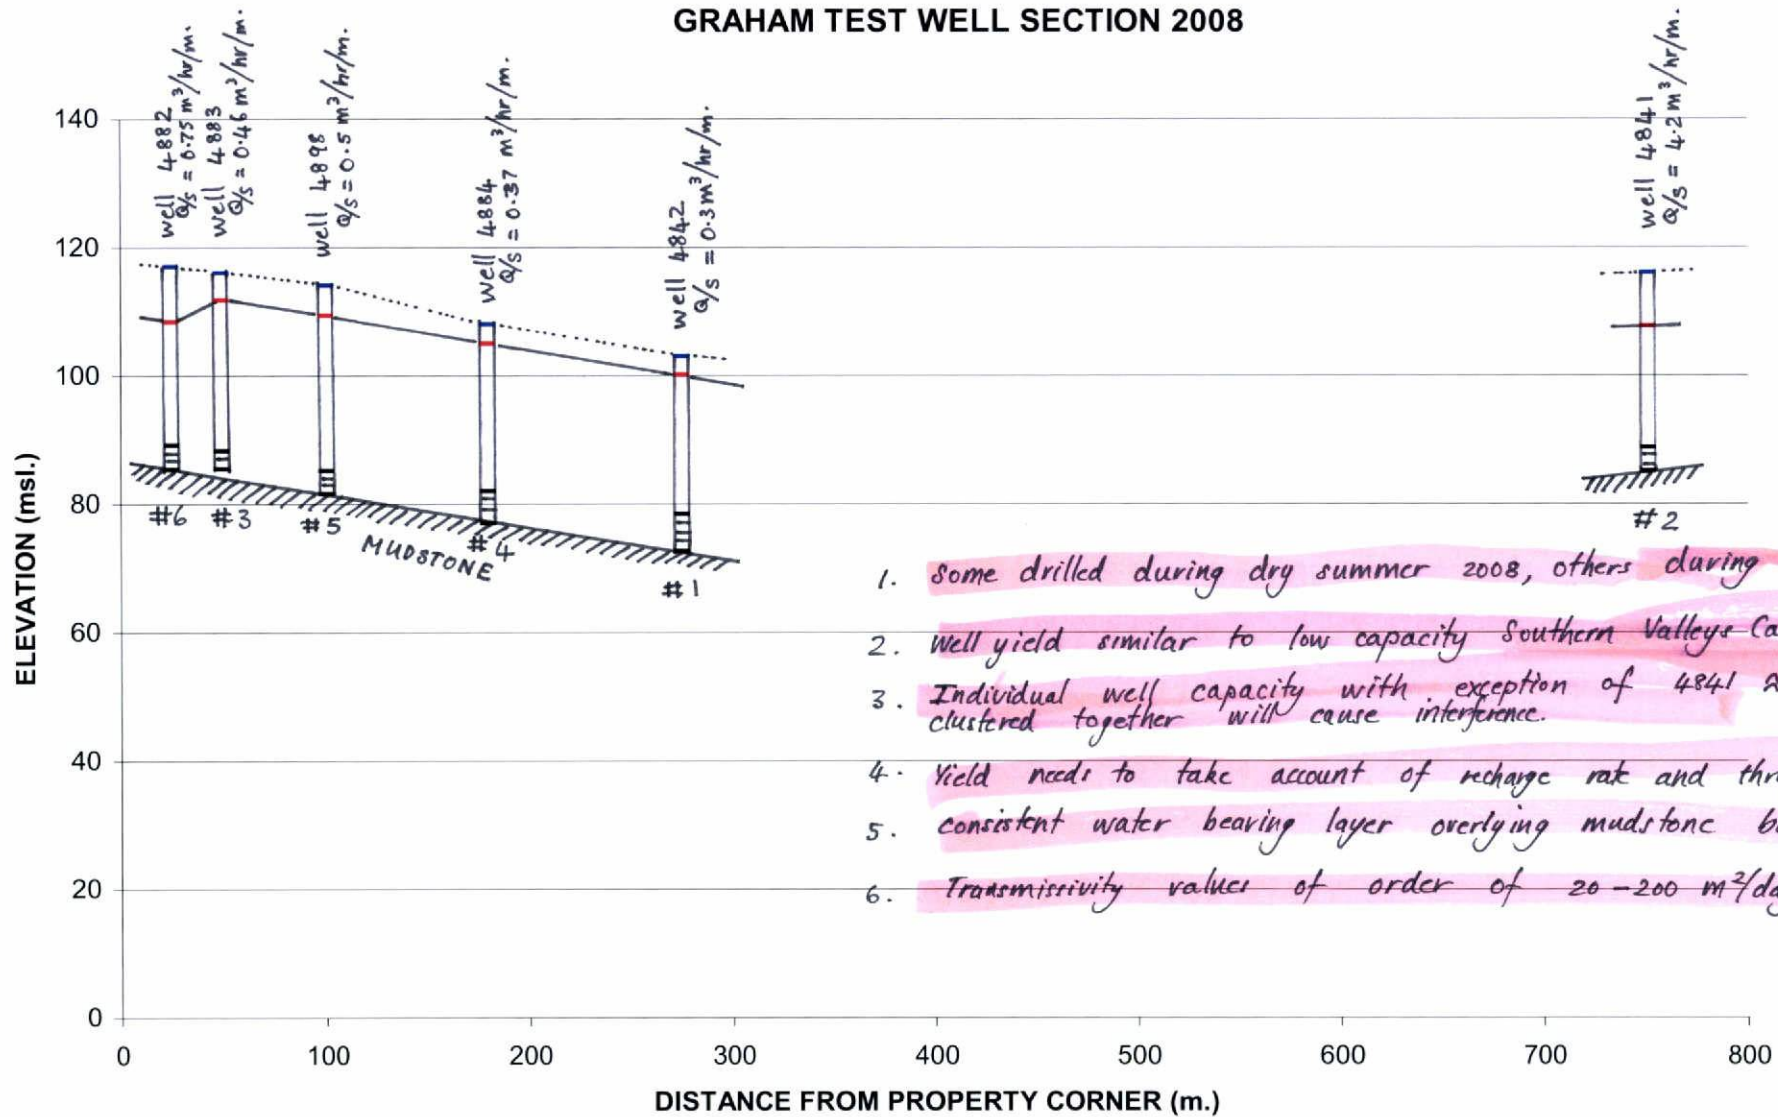 GRAHAM TEST WELL SECTION 2008
well 4882
Q/s = 0.75 m³/hr/m.
well 4883
Q/s = 0.46 m³/hr/m.
well 4898
Q/s = 0.5 m³/hr/m.
well 4884
Q/s = 0.37 m³/hr/m.
well 4842
Q/s = 0.3 m³/hr/m.
well 4841
Q/s = 4.2 m³/hr/m.
ELEVATION (msl.)
140
120
100
80
60
40
20
0
#6
#3
#5
#4
#1
#2
MUDSTONE
1. Some drilled during dry summer 2008, others during
2. Well yield similar to low capacity Southern Valleys
3. Individual well capacity with exception of 4841
clustered together will cause interference.
4. Yield needs to take account of recharge rate and
5. consistent water bearing layer overlying mudstone
6. Transmissivity values of order of 20-200 m²/day
0 100 200 300 400 500 600 700 800
DISTANCE FROM PROPERTY CORNER (m.)